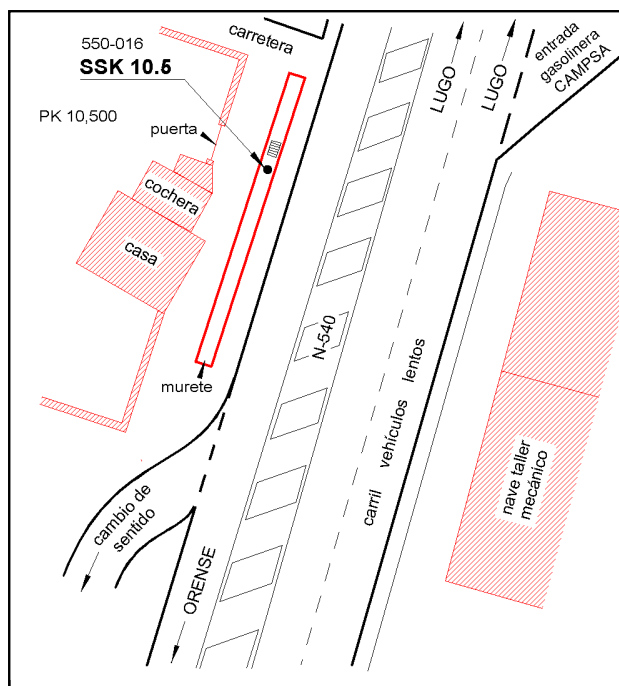 carretera
550-016
SSK 10.5
PK 10,500
puerta
cochera
casa
murete
cambio de
sentido
ORENSE
N-540
LUGO
LUGO
entrada
gasolinera
CAMPSA
carril vehículos lentos
nave taller
mecánico